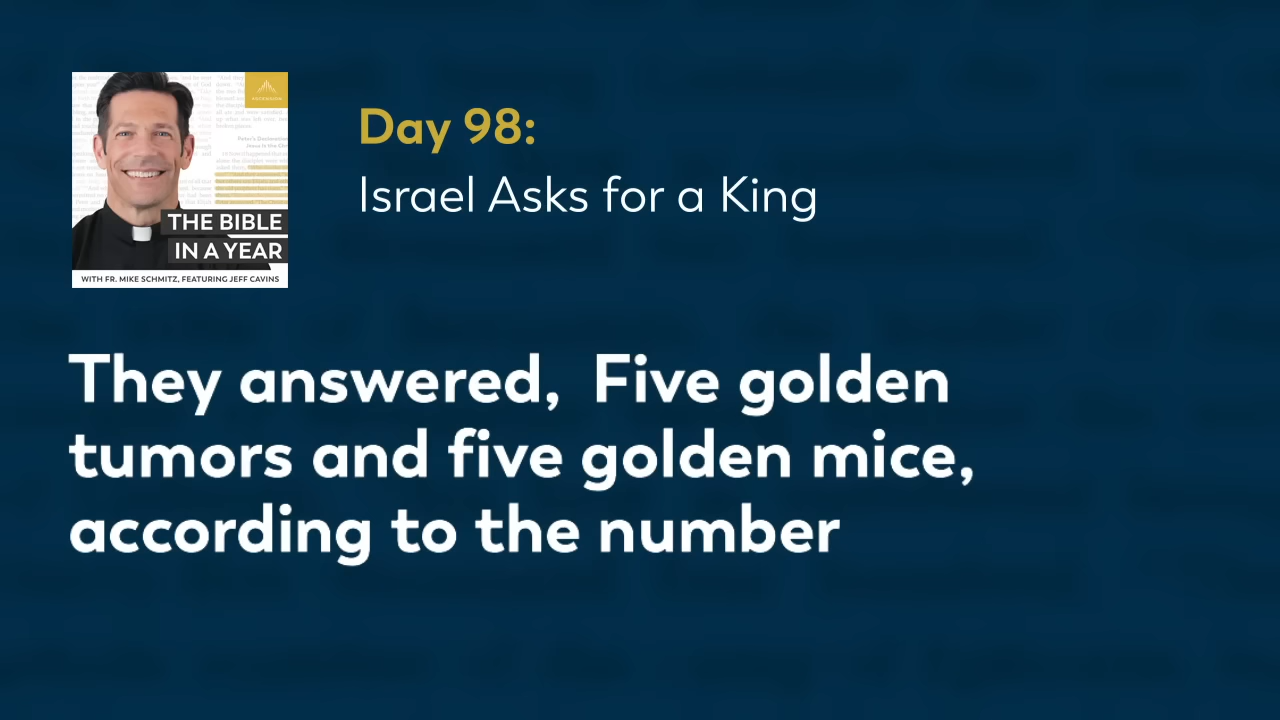 Day 98:
Israel Asks for a King
THE BIBLE
IN A YEAR
WITH FR. MIKE SCHMITZ, FEATURING JEFF CAVINS
They answered,  Five golden
tumors and five golden mice,
according to the number